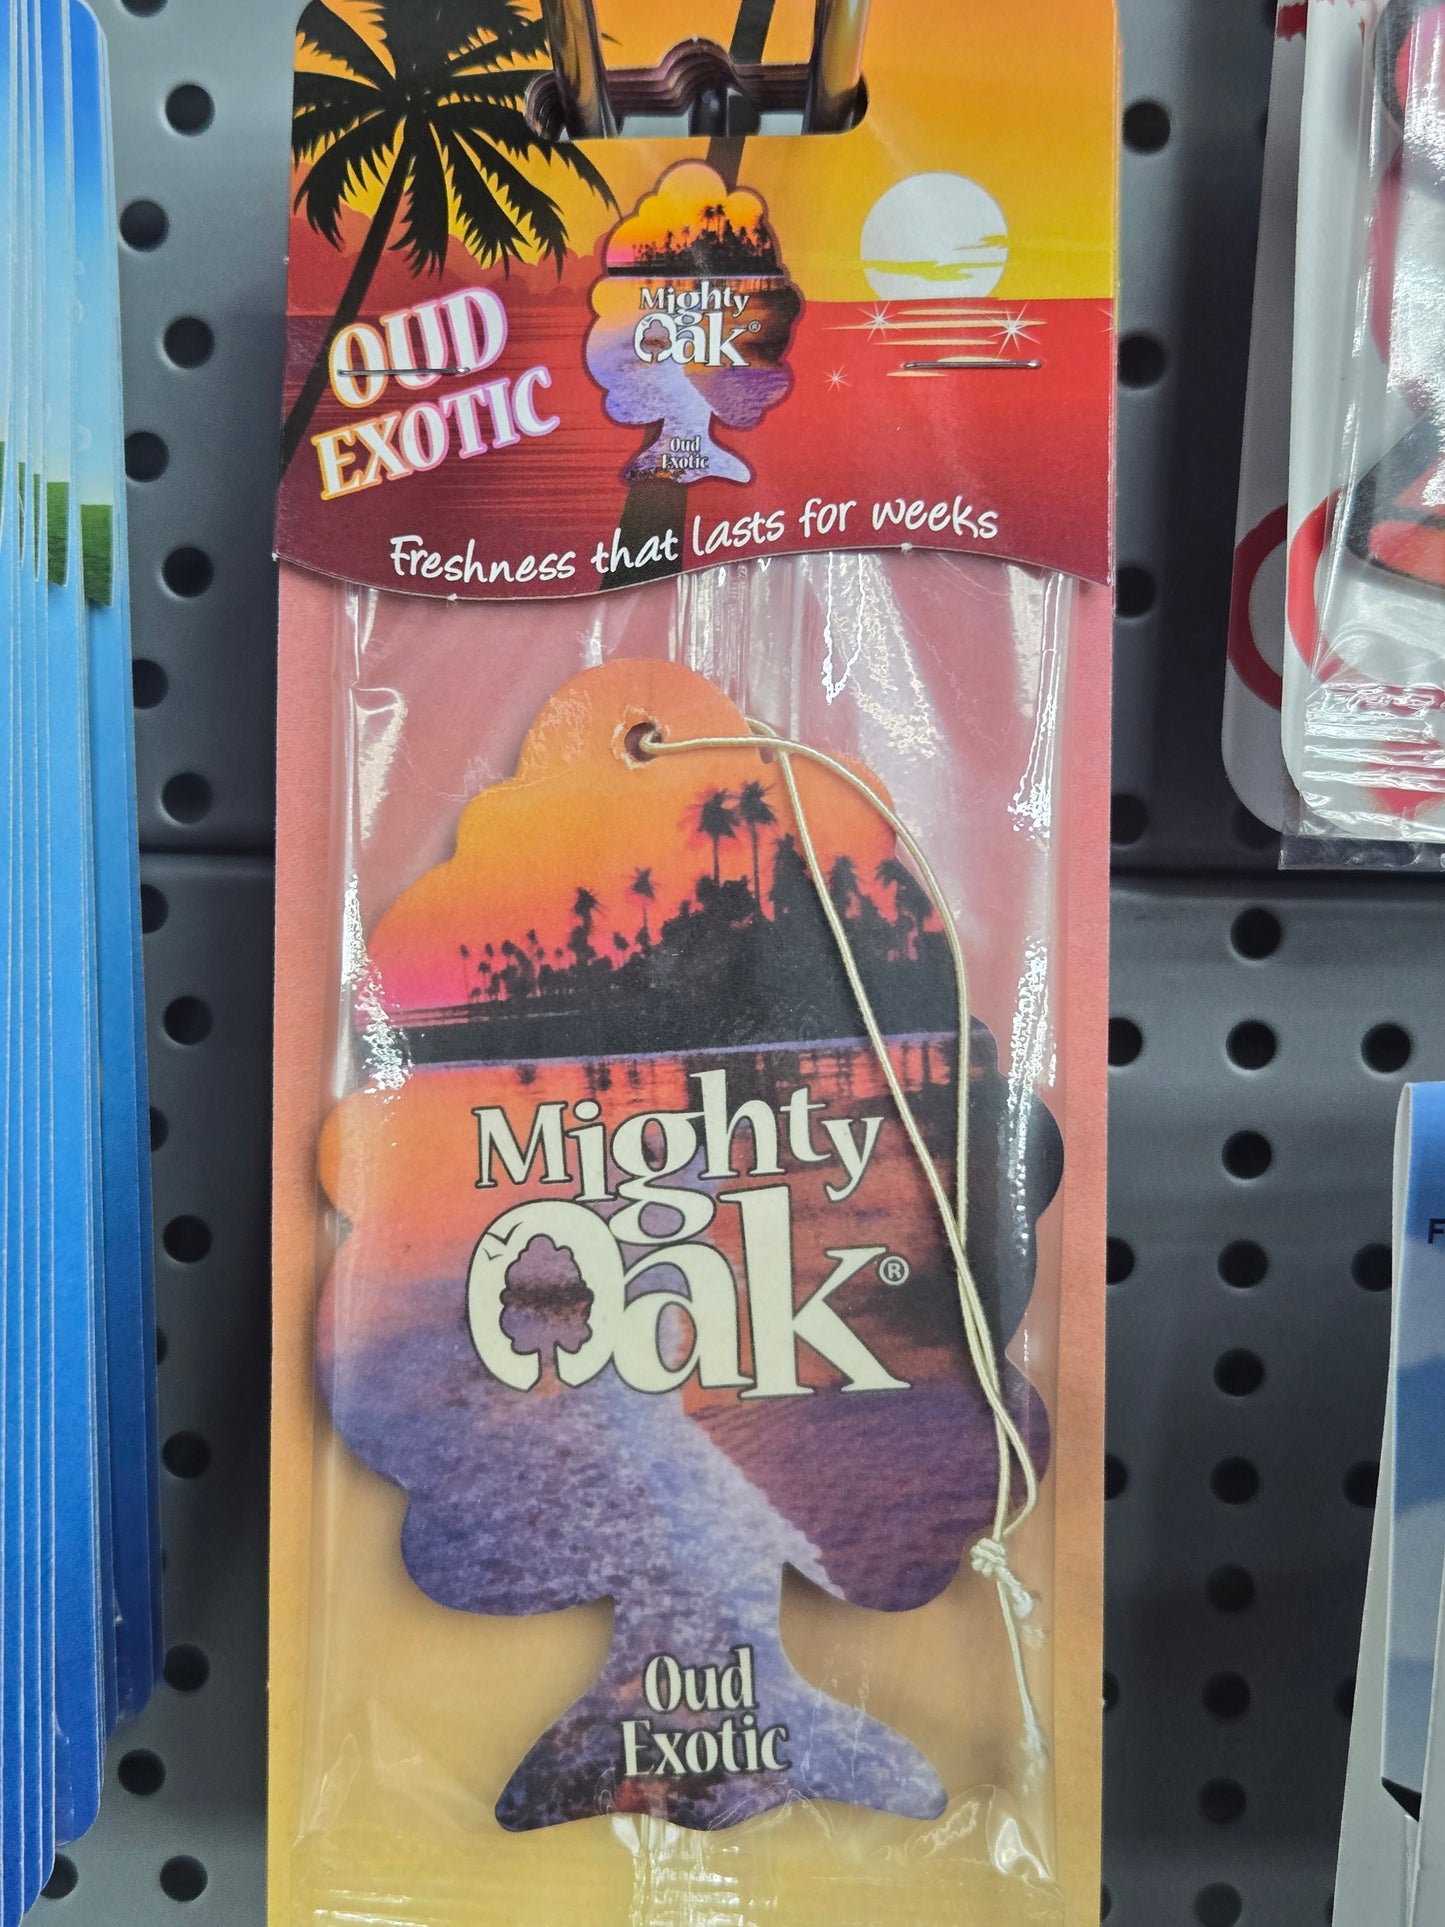 OUD
EXOTIC
Mighty
Oak®
Oud
Exotic
Freshness that lasts for weeks
Mighty
Oak®
Oud
Exotic
F